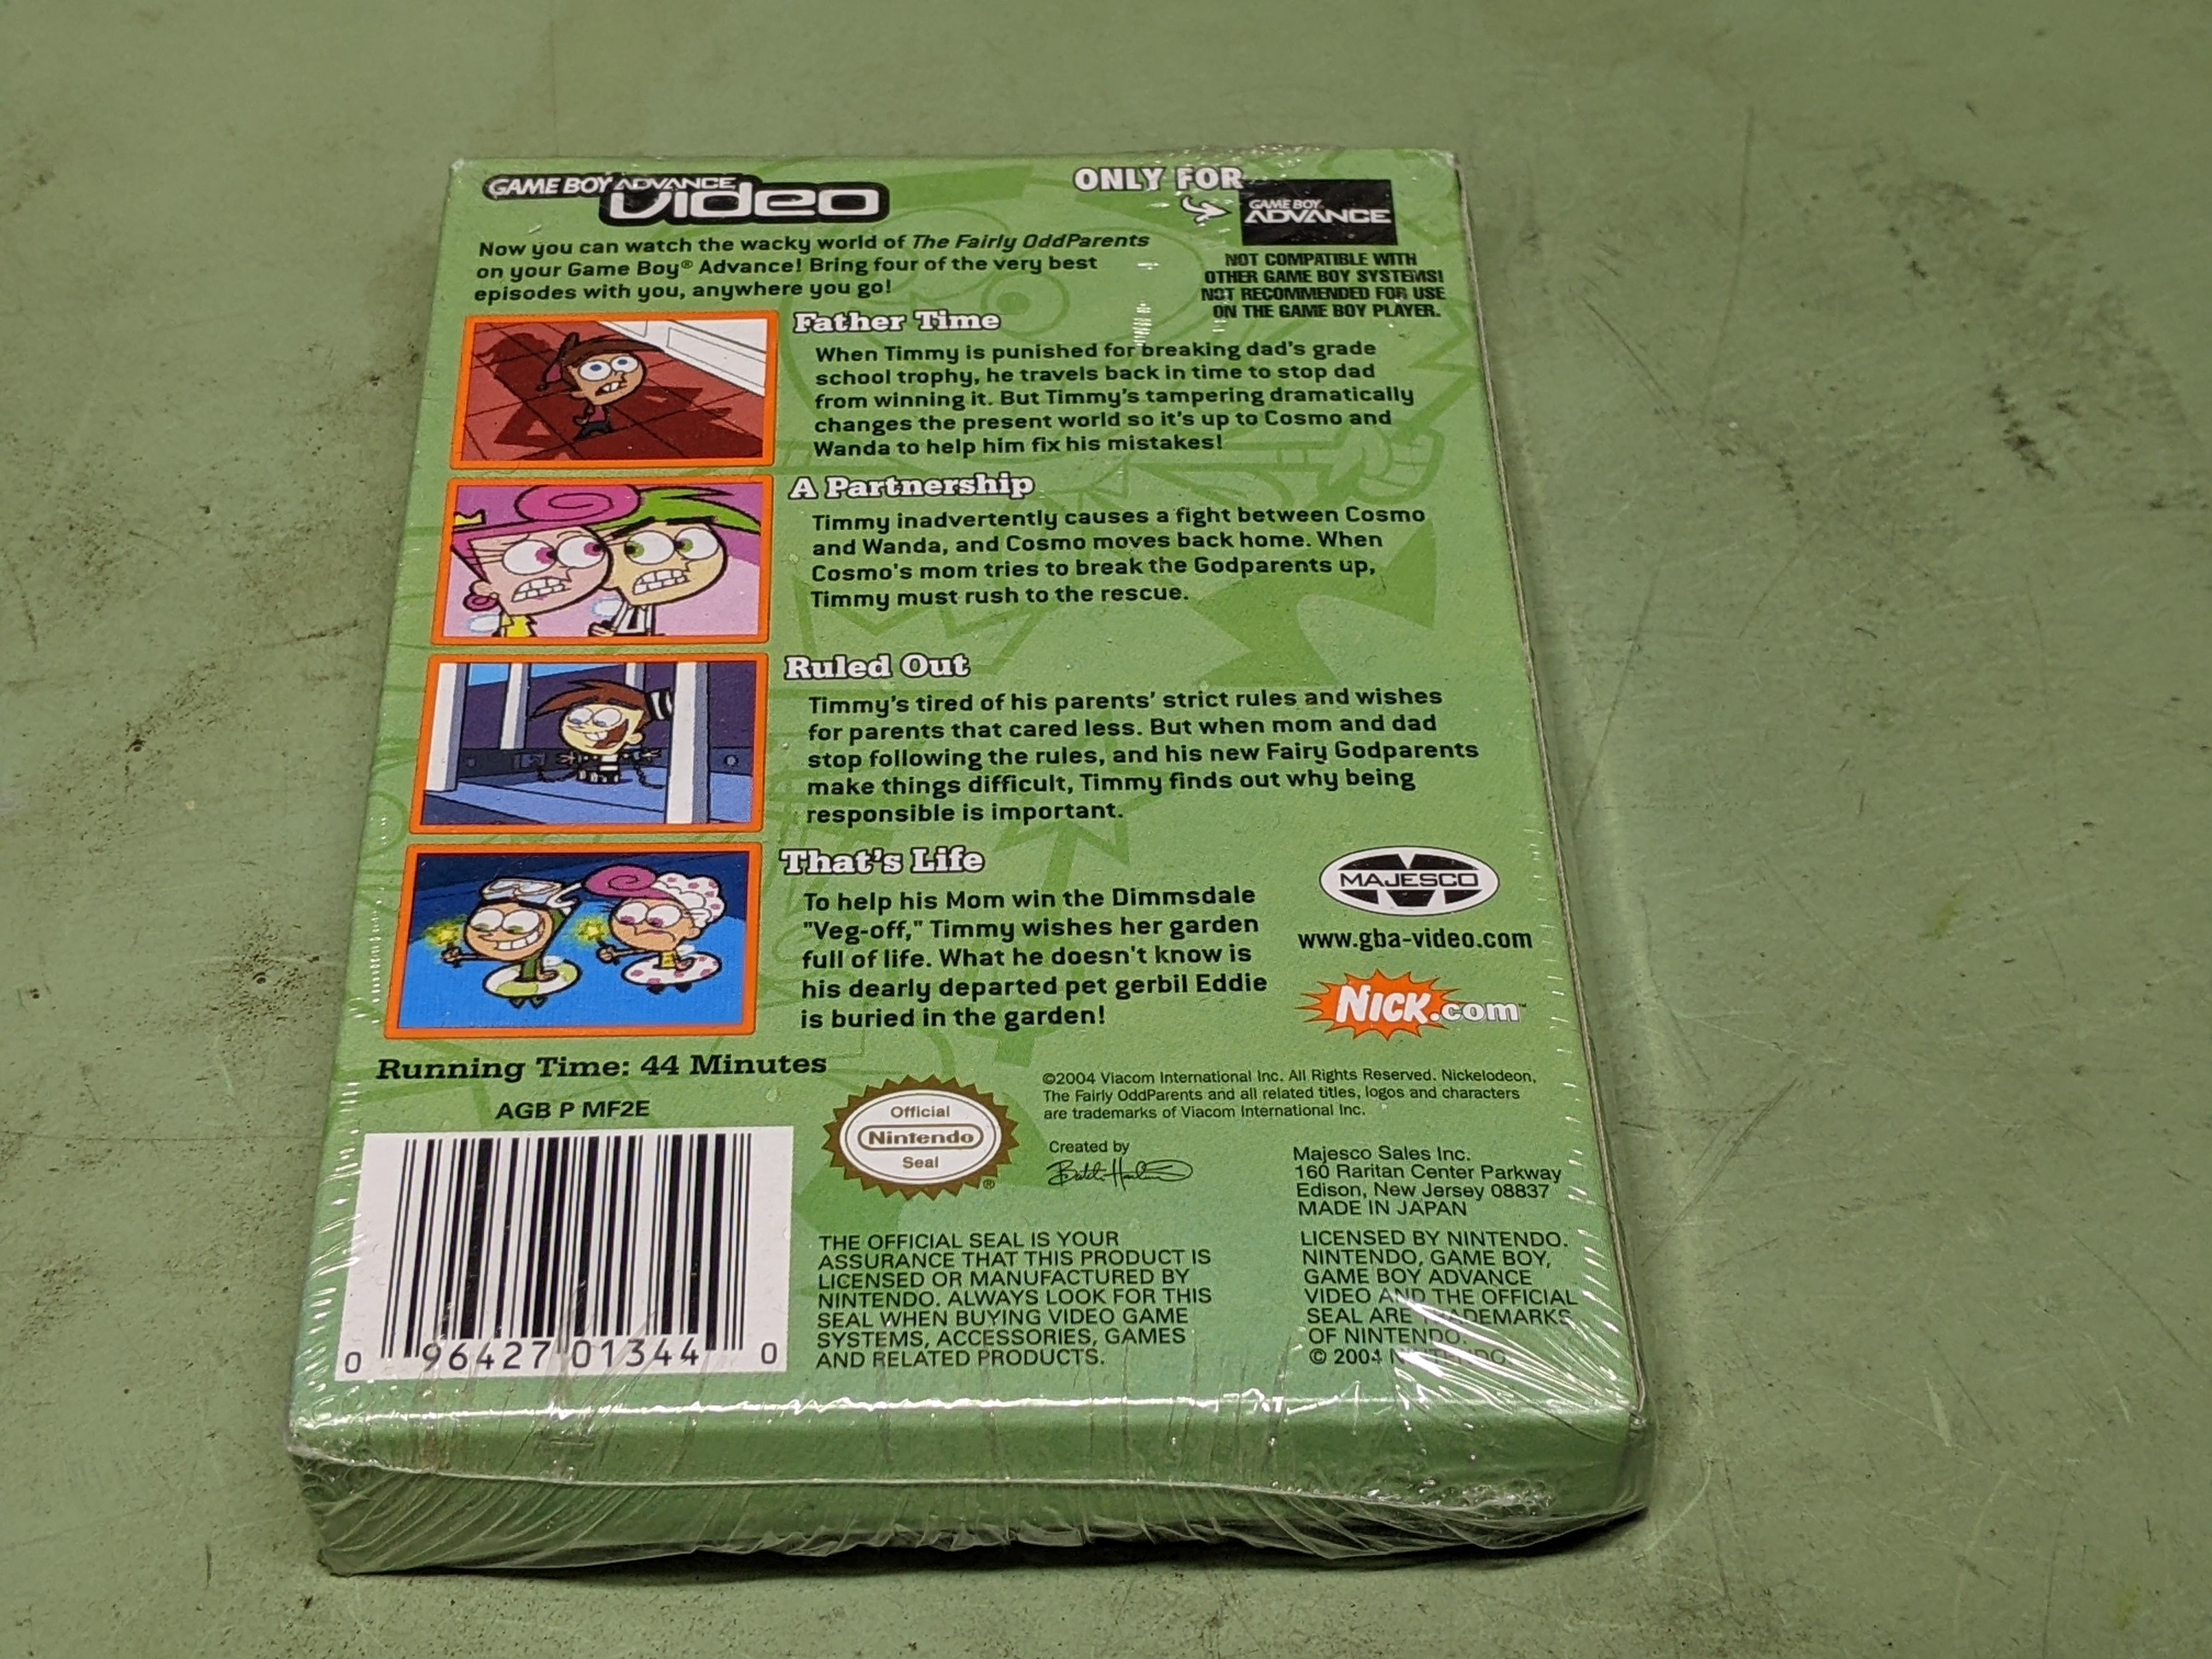 GAME BOY ADVANCE
video
ONLY FOR
GAME BOY
ADVANCE
NOT COMPATIBLE WITH
OTHER GAME BOY SYSTEMS!
NOT RECOMMENDED FOR USE
ON THE GAME BOY PLAYER.
Now you can watch the wacky world of The Fairly OddParents
on your Game Boy® Advance! Bring four of the very best
episodes with you, anywhere you go!
Father Time
When Timmy is punished for breaking dad's grade
school trophy, he travels back in time to stop dad
from winning it. But Timmy's tampering dramatically
changes the present world so it's up to Cosmo and
Wanda to help him fix his mistakes!
A Partnership
Timmy inadvertently causes a fight between Cosmo
and Wanda, and Cosmo moves back home. When
Cosmo's mom tries to break the Godparents up,
Timmy must rush to the rescue.
Ruled Out
Timmy's tired of his parents' strict rules and wishes
for parents that cared less. But when mom and dad
stop following the rules, and his new Fairy Godparents
make things difficult, Timmy finds out why being
responsible is important.
That's Life
To help his Mom win the Dimmsdale
"Veg-off," Timmy wishes her garden
full of life. What he doesn't know is
his dearly departed pet gerbil Eddie
is buried in the garden!
MAJESCO
www.gba-video.com
NICK.com™
Running Time: 44 Minutes
AGB P MF2E
0 96427 01344 0
Official
Nintendo
Seal
®
©2004 Viacom International Inc. All Rights Reserved. Nickelodeon,
The Fairly OddParents and all related titles, logos and characters
are trademarks of Viacom International Inc.
Created by
Butch Hartman
Majesco Sales Inc.
160 Raritan Center Parkway
Edison, New Jersey 08837
MADE IN JAPAN
THE OFFICIAL SEAL IS YOUR
ASSURANCE THAT THIS PRODUCT IS
LICENSED OR MANUFACTURED BY
NINTENDO. ALWAYS LOOK FOR THIS
SEAL WHEN BUYING VIDEO GAME
SYSTEMS, ACCESSORIES, GAMES
AND RELATED PRODUCTS.
LICENSED BY NINTENDO.
NINTENDO, GAME BOY,
GAME BOY ADVANCE
VIDEO AND THE OFFICIAL
SEAL ARE TRADEMARKS
OF NINTENDO.
© 2004 NINTENDO